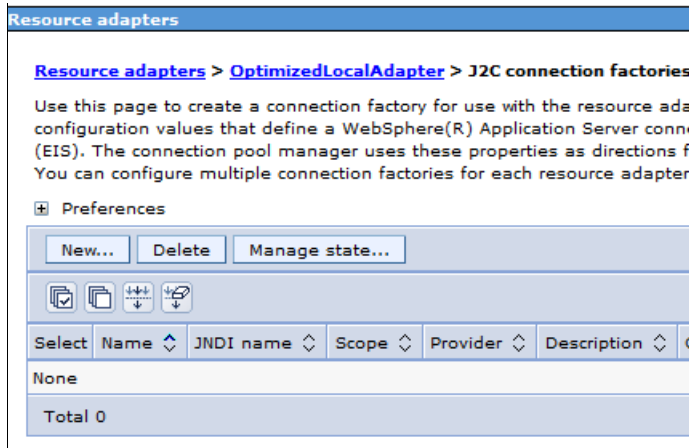 Resource adapters
Resource adapters > OptimizedLocalAdapter > J2C connection factories
Use this page to create a connection factory for use with the resource
configuration values that define a WebSphere(R) Application Server
(EIS). The connection pool manager uses these properties as directions
You can configure multiple connection factories for each resource adapter
Preferences
New... Delete Manage state...
Select Name JNDI name Scope Provider Description
None
Total 0